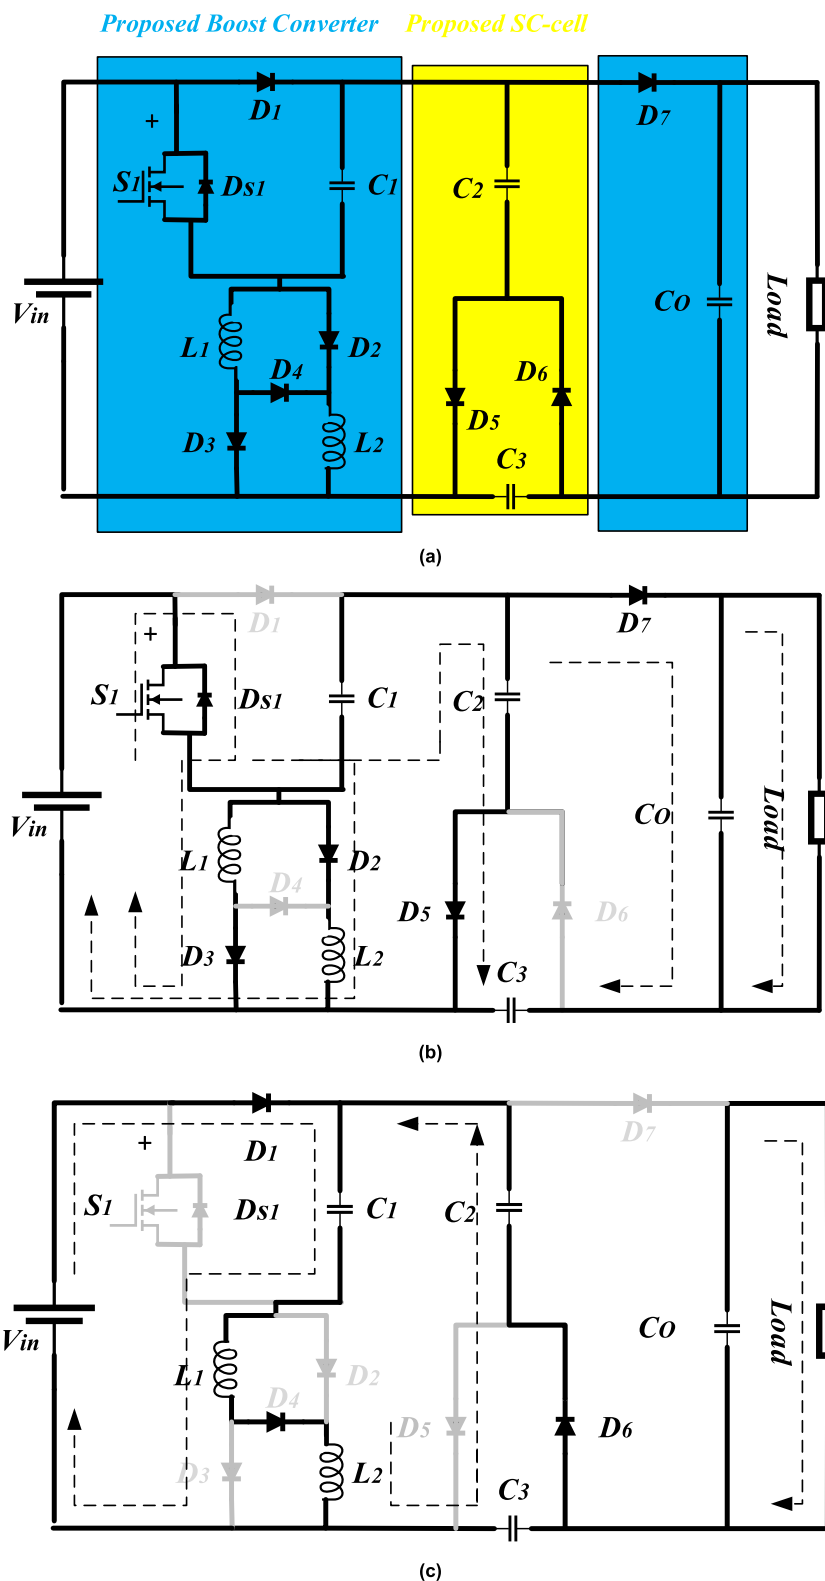 Proposed Boost Converter Proposed SC-cell
D1 D7
+
S1 Ds1 C1 C2
Vin L1 D2 Co Load
D4 D6
D5
D3 L2 C3
(a)
D1 D7
+
S1 Ds1 C1 C2
Vin L1 D2 Co Load
D4 D5 D6
D3 L2 C3
(b)
D1 D7
+
S1 Ds1 C1 C2
Vin L1 D2 Co Load
D4 D5 D6
D3 L2 C3
(c)